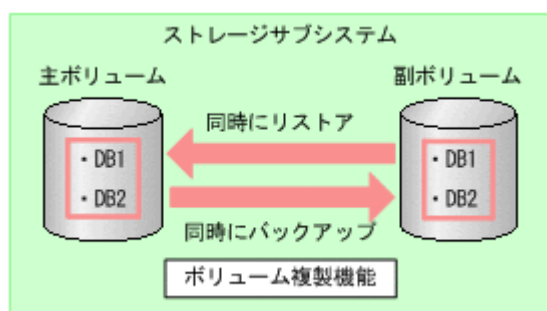 ストレージサブシステム
主ボリューム
副ボリューム
同時にリストア
・DB1
・DB2
・DB1
・DB2
同時にバックアップ
ボリューム複製機能